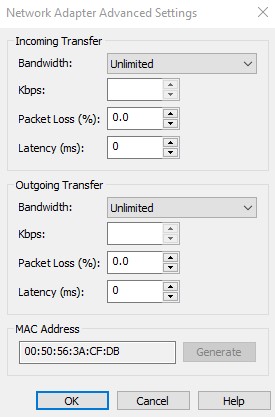 Network Adapter Advanced Settings
Incoming Transfer
Bandwidth: Unlimited
Kbps:
Packet Loss (%): 0.0
Latency (ms): 0
Outgoing Transfer
Bandwidth: Unlimited
Kbps:
Packet Loss (%): 0.0
Latency (ms): 0
MAC Address
00:50:56:3A:CF:DB Generate
OK Cancel Help